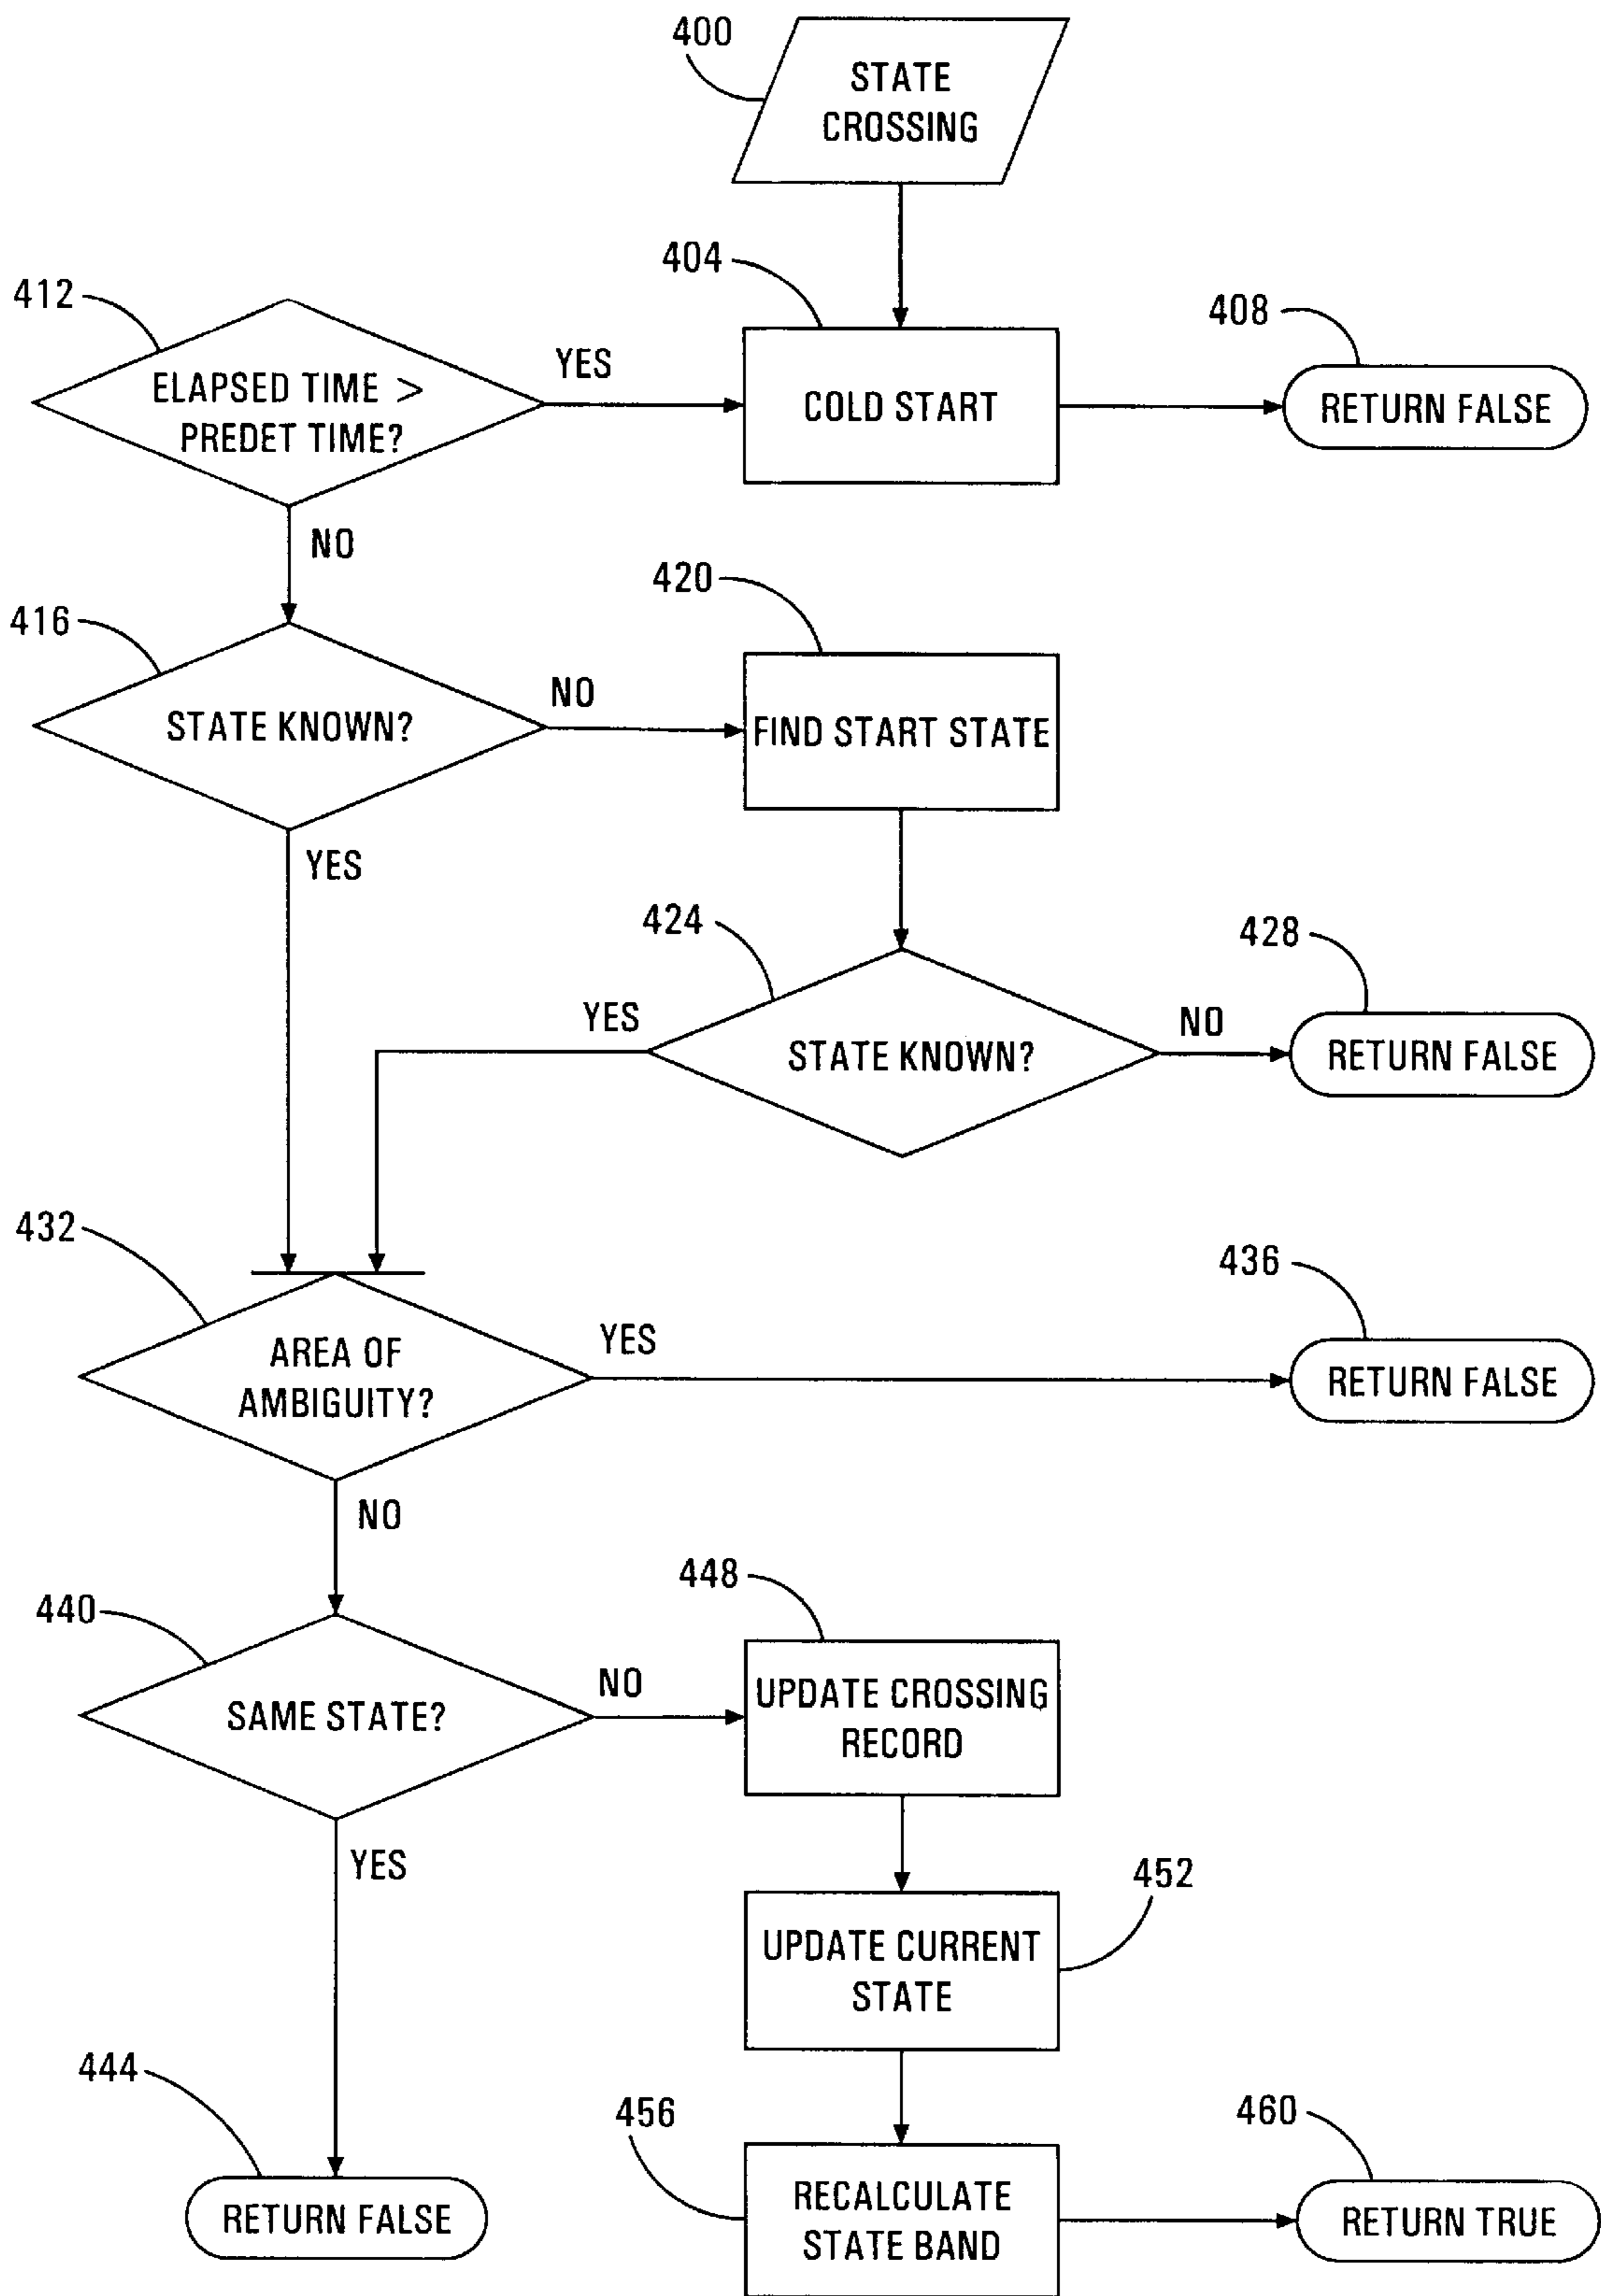 400
STATE
CROSSING
404
412
408
YES
ELAPSED TIME >
PREDET TIME?
COLD START
RETURN FALSE
NO
420
416
NO
STATE KNOWN?
FIND START STATE
YES
424
428
YES
NO
STATE KNOWN?
RETURN FALSE
432
436
YES
AREA OF
AMBIGUITY?
RETURN FALSE
NO
448
440
NO
SAME STATE?
UPDATE CROSSING
RECORD
YES
452
UPDATE CURRENT
STATE
444
456
460
RETURN FALSE
RECALCULATE
STATE BAND
RETURN TRUE